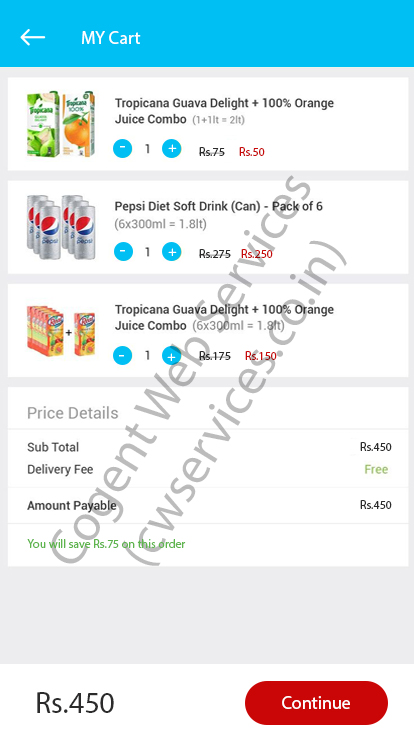 MY Cart
Tropicana Guava Delight + 100% Orange
Juice Combo (1+1lt = 2lt)
- 1 + Rs.75 Rs.50
Pepsi Diet Soft Drink (Can) - Pack of 6
(6x300ml = 1.8lt)
- 1 + Rs.275 Rs.250
Tropicana Guava Delight + 100% Orange
Juice Combo (6x300ml = 1.8lt)
- 1 + Rs.175 Rs.150
Price Details
Sub Total Rs.450
Delivery Fee Free
Amount Payable Rs.450
You will save Rs.75 on this order
Rs.450 Continue
Cogent Web Services
(cwservices.co.in)
Tropicana
Tropicana
100%
pepsi